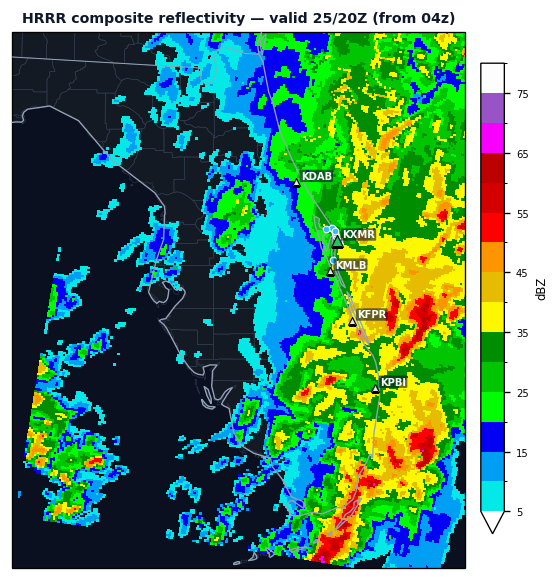 HRRR composite reflectivity — valid 25/20Z (from 04z)
KDAB
KXMR
KMLB
KFPR
KPBI
75
65
55
45
35
25
15
5
dBZ